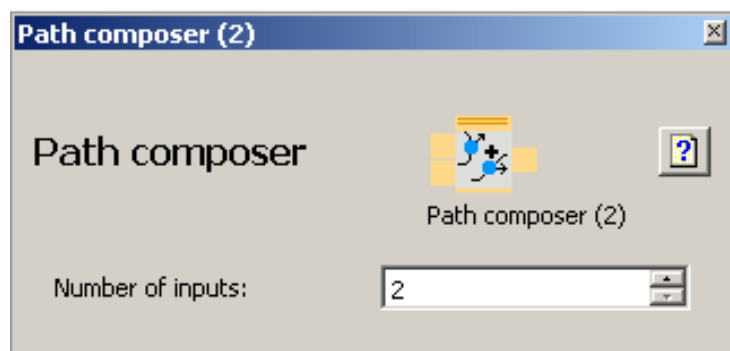 Path composer (2)
Path composer
Path composer (2)
Number of inputs: 2